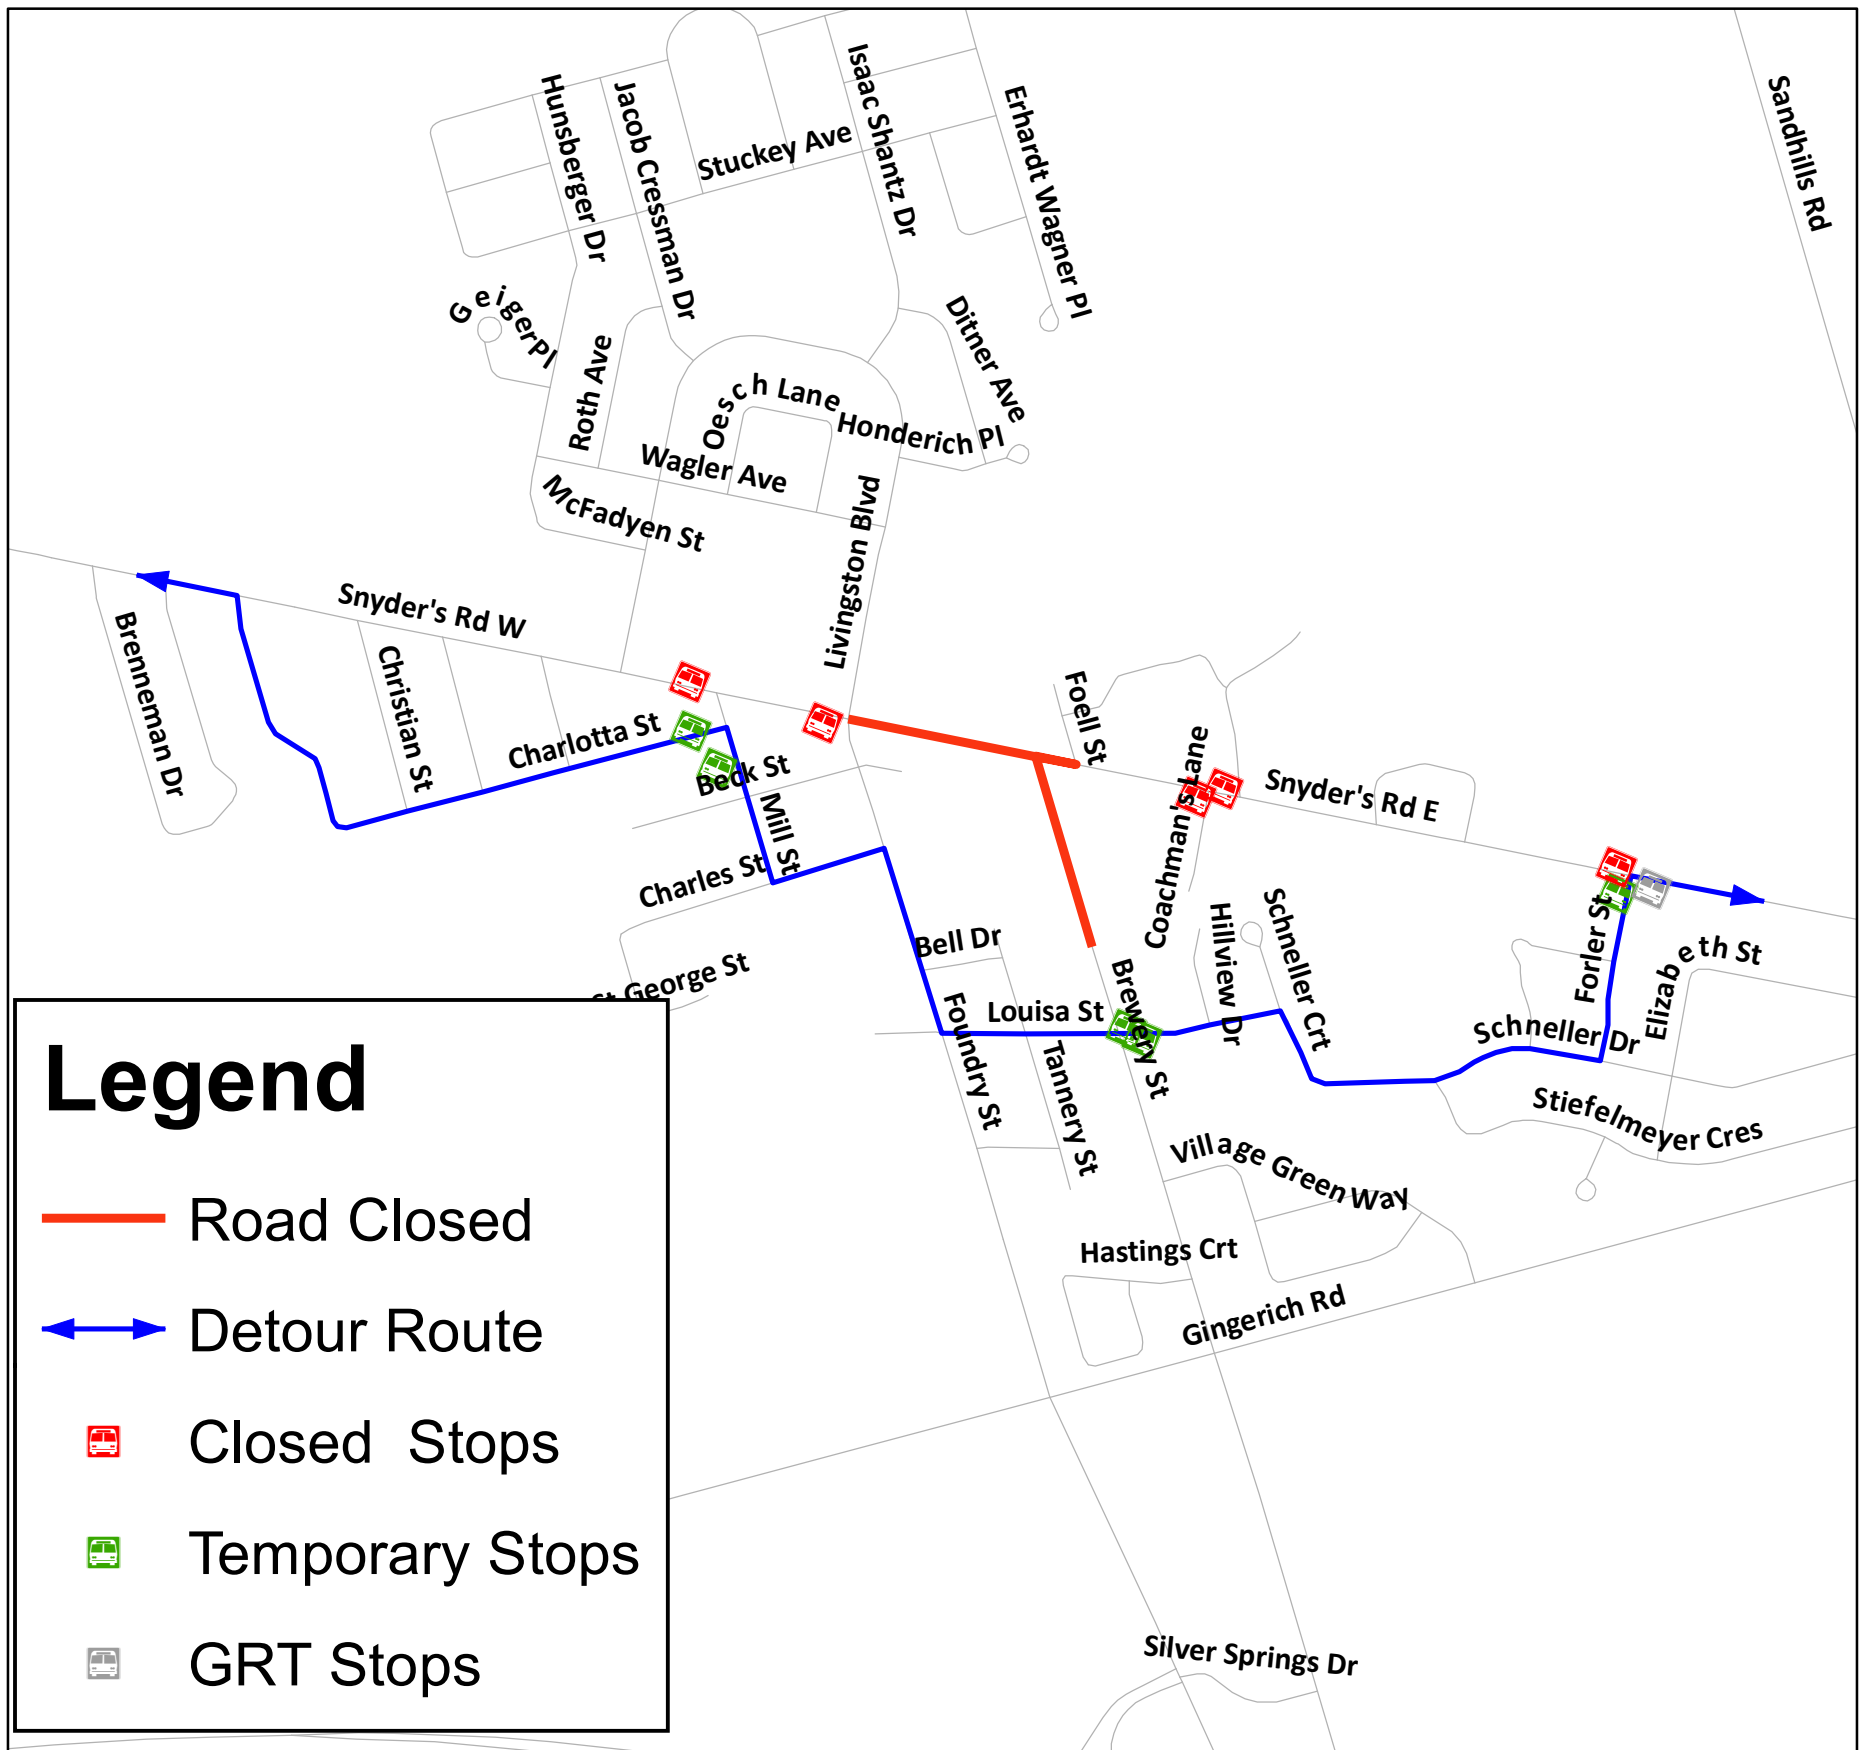 Hunsberger Dr
Jacob Cressman Dr
Stuckey Ave
Isaac Shantz Dr
Erhardt Wagner Pl
Sandhills Rd
GeigerPl
Roth Ave
Oesch Lane
Ditner Ave
Honderich Pl
Wagler Ave
McFadyen St
Livingston Blvd
Snyder's Rd W
Brenneman Dr
Christian St
Charlotta St
Beck St
Mill St
Charles St
Foell St
Coachman's Lane
Snyder's Rd E
Bell Dr
St George St
Foundry St
Louisa St
Tannery St
Brewery St
Hillview Dr
Schneller Crt
Forler St
Elizabeth St
Schneller Dr
Stiefelmeyer Cres
Village Green Way
Hastings Crt
Gingerich Rd
Silver Springs Dr
Legend
Road Closed
Detour Route
Closed Stops
Temporary Stops
GRT Stops